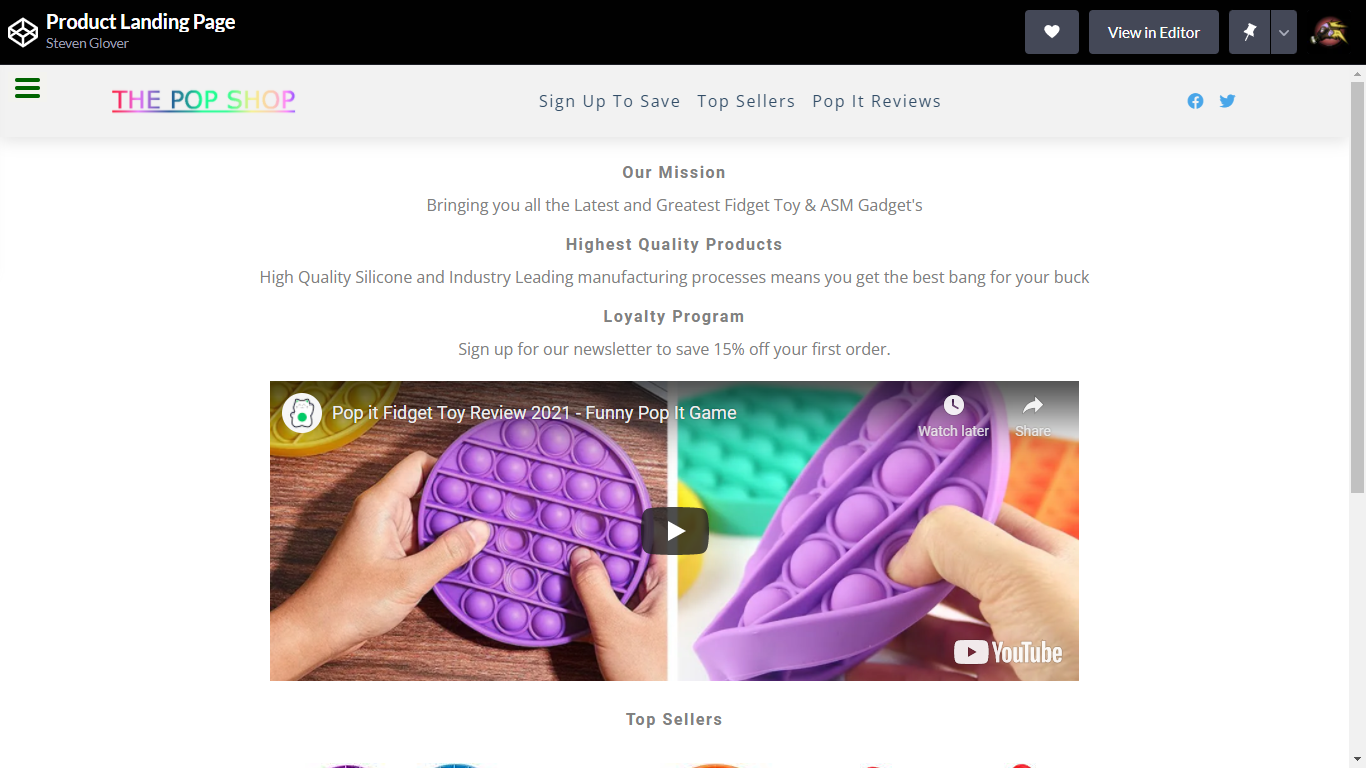 Product Landing Page
Steven Glover
View in Editor
THE POP SHOP
Sign Up To Save Top Sellers Pop It Reviews
Our Mission
Bringing you all the Latest and Greatest Fidget Toy & ASM Gadget's
Highest Quality Products
High Quality Silicone and Industry Leading manufacturing processes means you get the best bang for your buck
Loyalty Program
Sign up for our newsletter to save 15% off your first order.
Pop it Fidget Toy Review 2021 - Funny Pop It Game
Watch later
Share
YouTube
Top Sellers